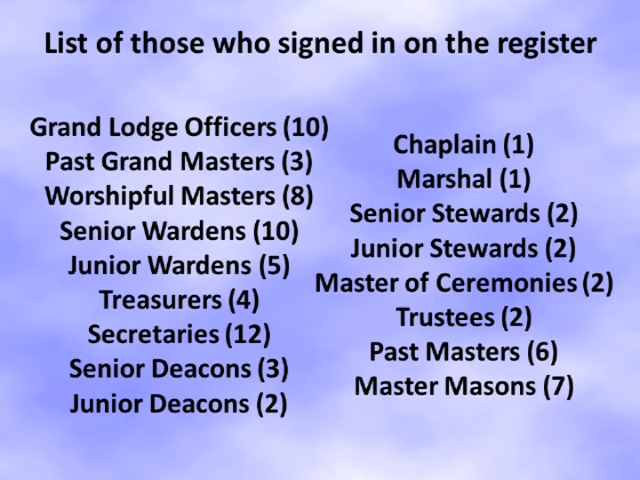 List of those who signed in on the register
Grand Lodge Officers (10)
Past Grand Masters (3)
Worshipful Masters (8)
Senior Wardens (10)
Junior Wardens (5)
Treasurers (4)
Secretaries (12)
Senior Deacons (3)
Junior Deacons (2)
Chaplain (1)
Marshal (1)
Senior Stewards (2)
Junior Stewards (2)
Master of Ceremonies (2)
Trustees (2)
Past Masters (6)
Master Masons (7)